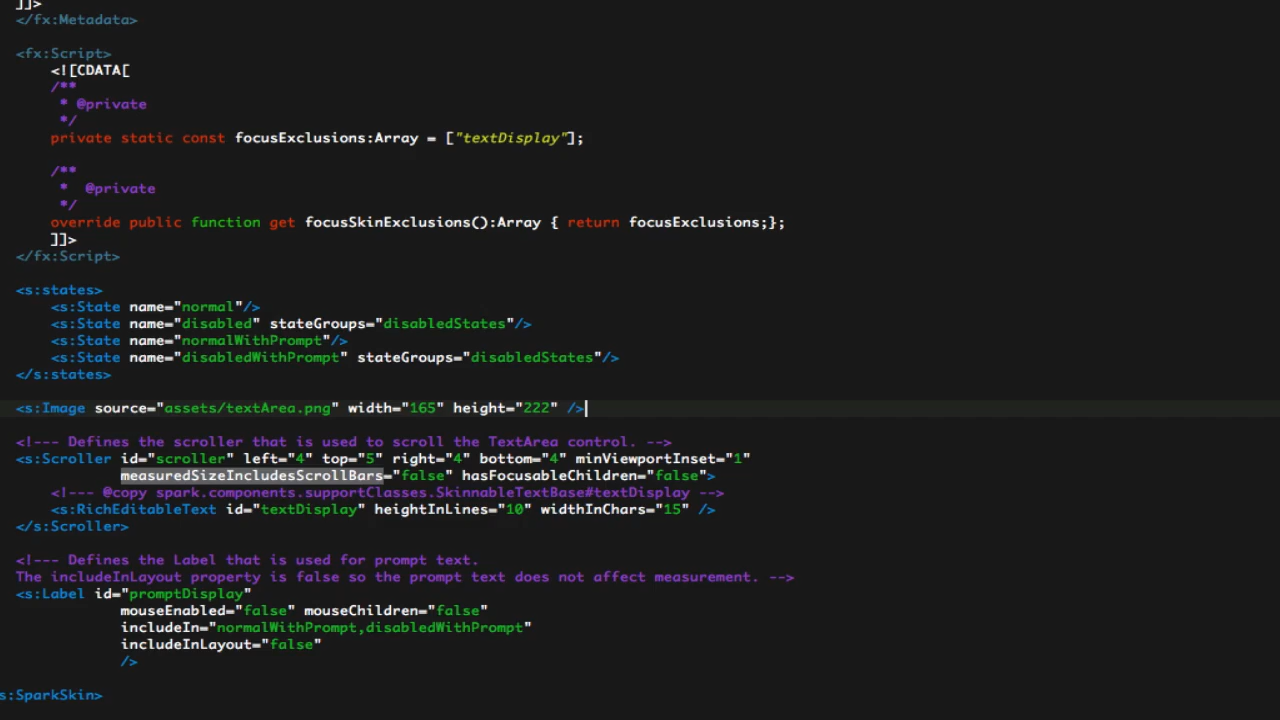 ]]>
</fx:Metadata>
<fx:Script>
<![CDATA[
/**
* @private
*/
private static const focusExclusions:Array = ["textDisplay"];
/**
*  @private
*/
override public function get focusSkinExclusions():Array { return focusExclusions;};
]]>
</fx:Script>
<s:states>
<s:State name="normal"/>
<s:State name="disabled" stateGroups="disabledStates"/>
<s:State name="normalWithPrompt"/>
<s:State name="disabledWithPrompt" stateGroups="disabledStates"/>
</s:states>
<s:Image source="assets/textArea.png" width="165" height="222" />
<!--- Defines the scroller that is used to scroll the TextArea control. -->
<s:Scroller id="scroller" left="4" top="5" right="4" bottom="4" minViewportInset="1"
measuredSizeIncludesScrollBars="false" hasFocusableChildren="false">
<!--- @copy spark.components.supportClasses.SkinnableTextBase#textDisplay -->
<s:RichEditableText id="textDisplay" heightInLines="10" widthInChars="15" />
</s:Scroller>
<!--- Defines the Label that is used for prompt text.
The includeInLayout property is false so the prompt text does not affect measurement. -->
<s:Label id="promptDisplay"
mouseEnabled="false" mouseChildren="false"
includeIn="normalWithPrompt,disabledWithPrompt"
includeInLayout="false"
/>
s:SparkSkin>